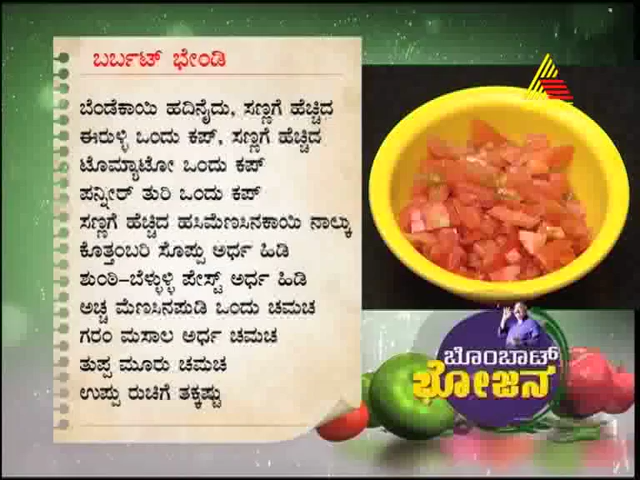 ಬರ್ಬಟ್ ಭೇಂಡಿ
ಬೆಂಡೆಕಾಯಿ ಹದಿನೈದು, ಸಣ್ಣಗೆ ಹೆಚ್ಚಿದ
ಈರುಳ್ಳಿ ಒಂದು ಕಪ್, ಸಣ್ಣಗೆ ಹೆಚ್ಚಿದ
ಟೊಮ್ಯಾಟೋ ಒಂದು ಕಪ್
ಪನ್ನೀರ್ ತುರಿ ಒಂದು ಕಪ್
ಸಣ್ಣಗೆ ಹೆಚ್ಚಿದ ಹಸಿಮೆಣಸಿನಕಾಯಿ ನಾಲ್ಕು
ಕೊತ್ತಂಬರಿ ಸೊಪ್ಪು ಅರ್ಧ ಹಿಡಿ
ಶುಂಠಿ-ಬೆಳ್ಳುಳ್ಳಿ ಪೇಸ್ಟ್ ಅರ್ಧ ಹಿಡಿ
ಅಚ್ಚ ಮೆಣಸಿನಪುಡಿ ಒಂದು ಚಮಚ
ಗರಂ ಮಸಾಲ ಅರ್ಧ ಚಮಚ
ತುಪ್ಪ ಮೂರು ಚಮಚ
ಉಪ್ಪು ರುಚಿಗೆ ತಕ್ಕಷ್ಟು
ಬೊಂಬಾಟ್
ಭೋಜನ